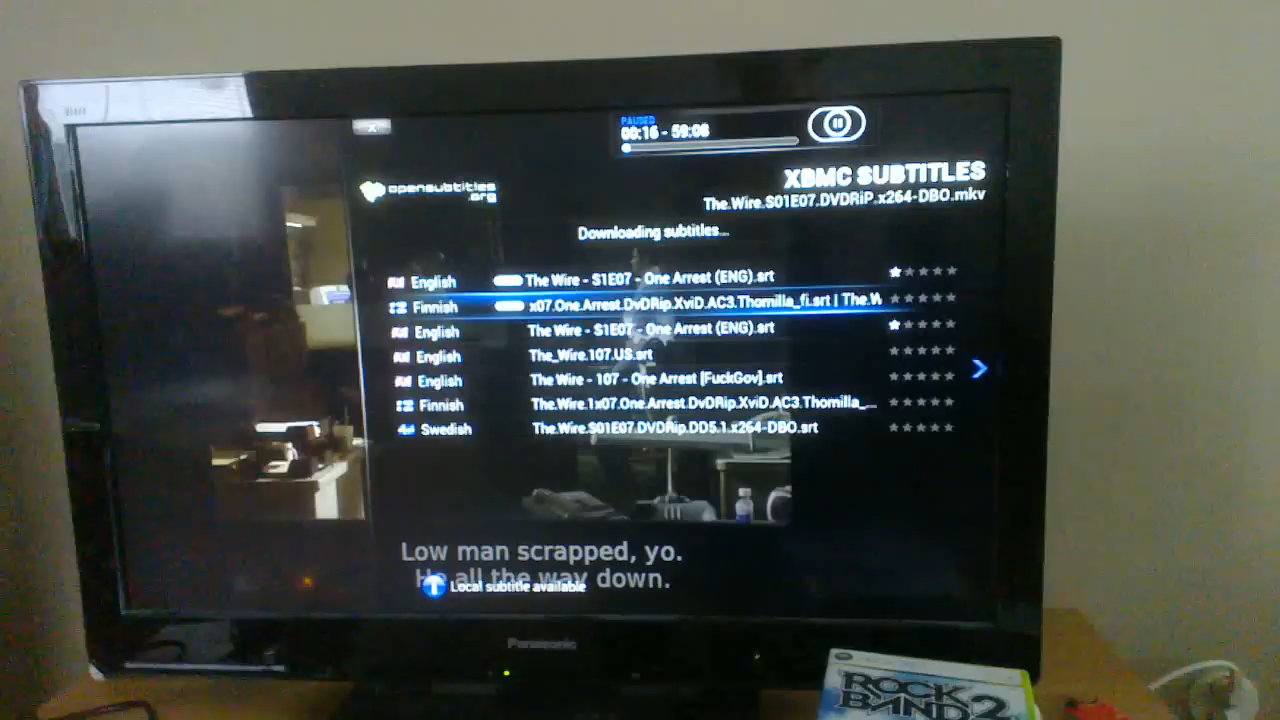 PAUSED
00:16 - 59:08
opensubtitles
.org
XBMC SUBTITLES
The.Wire.S01E07.DVDRiP.x264-DBO.mkv
Downloading subtitles...
English The Wire - S1E07 - One Arrest (ENG).srt
Finnish x07.One.Arrest.DvDRip.XviD.AC3.Thomilla_fi.srt | The.W
English The Wire - S1E07 - One Arrest (ENG).srt
English The_Wire.107.US.srt
English The Wire - 107 - One Arrest [FuckGov].srt
Finnish The.Wire.1x07.One.Arrest.DvDRip.XviD.AC3.Thomilla_...
Swedish The.Wire.S01E07.DVDRip.DD5.1.x264-DBO.srt
Low man scrapped, yo.
He all the way down.
Local subtitle available
Panasonic
ROCK
BAND 2